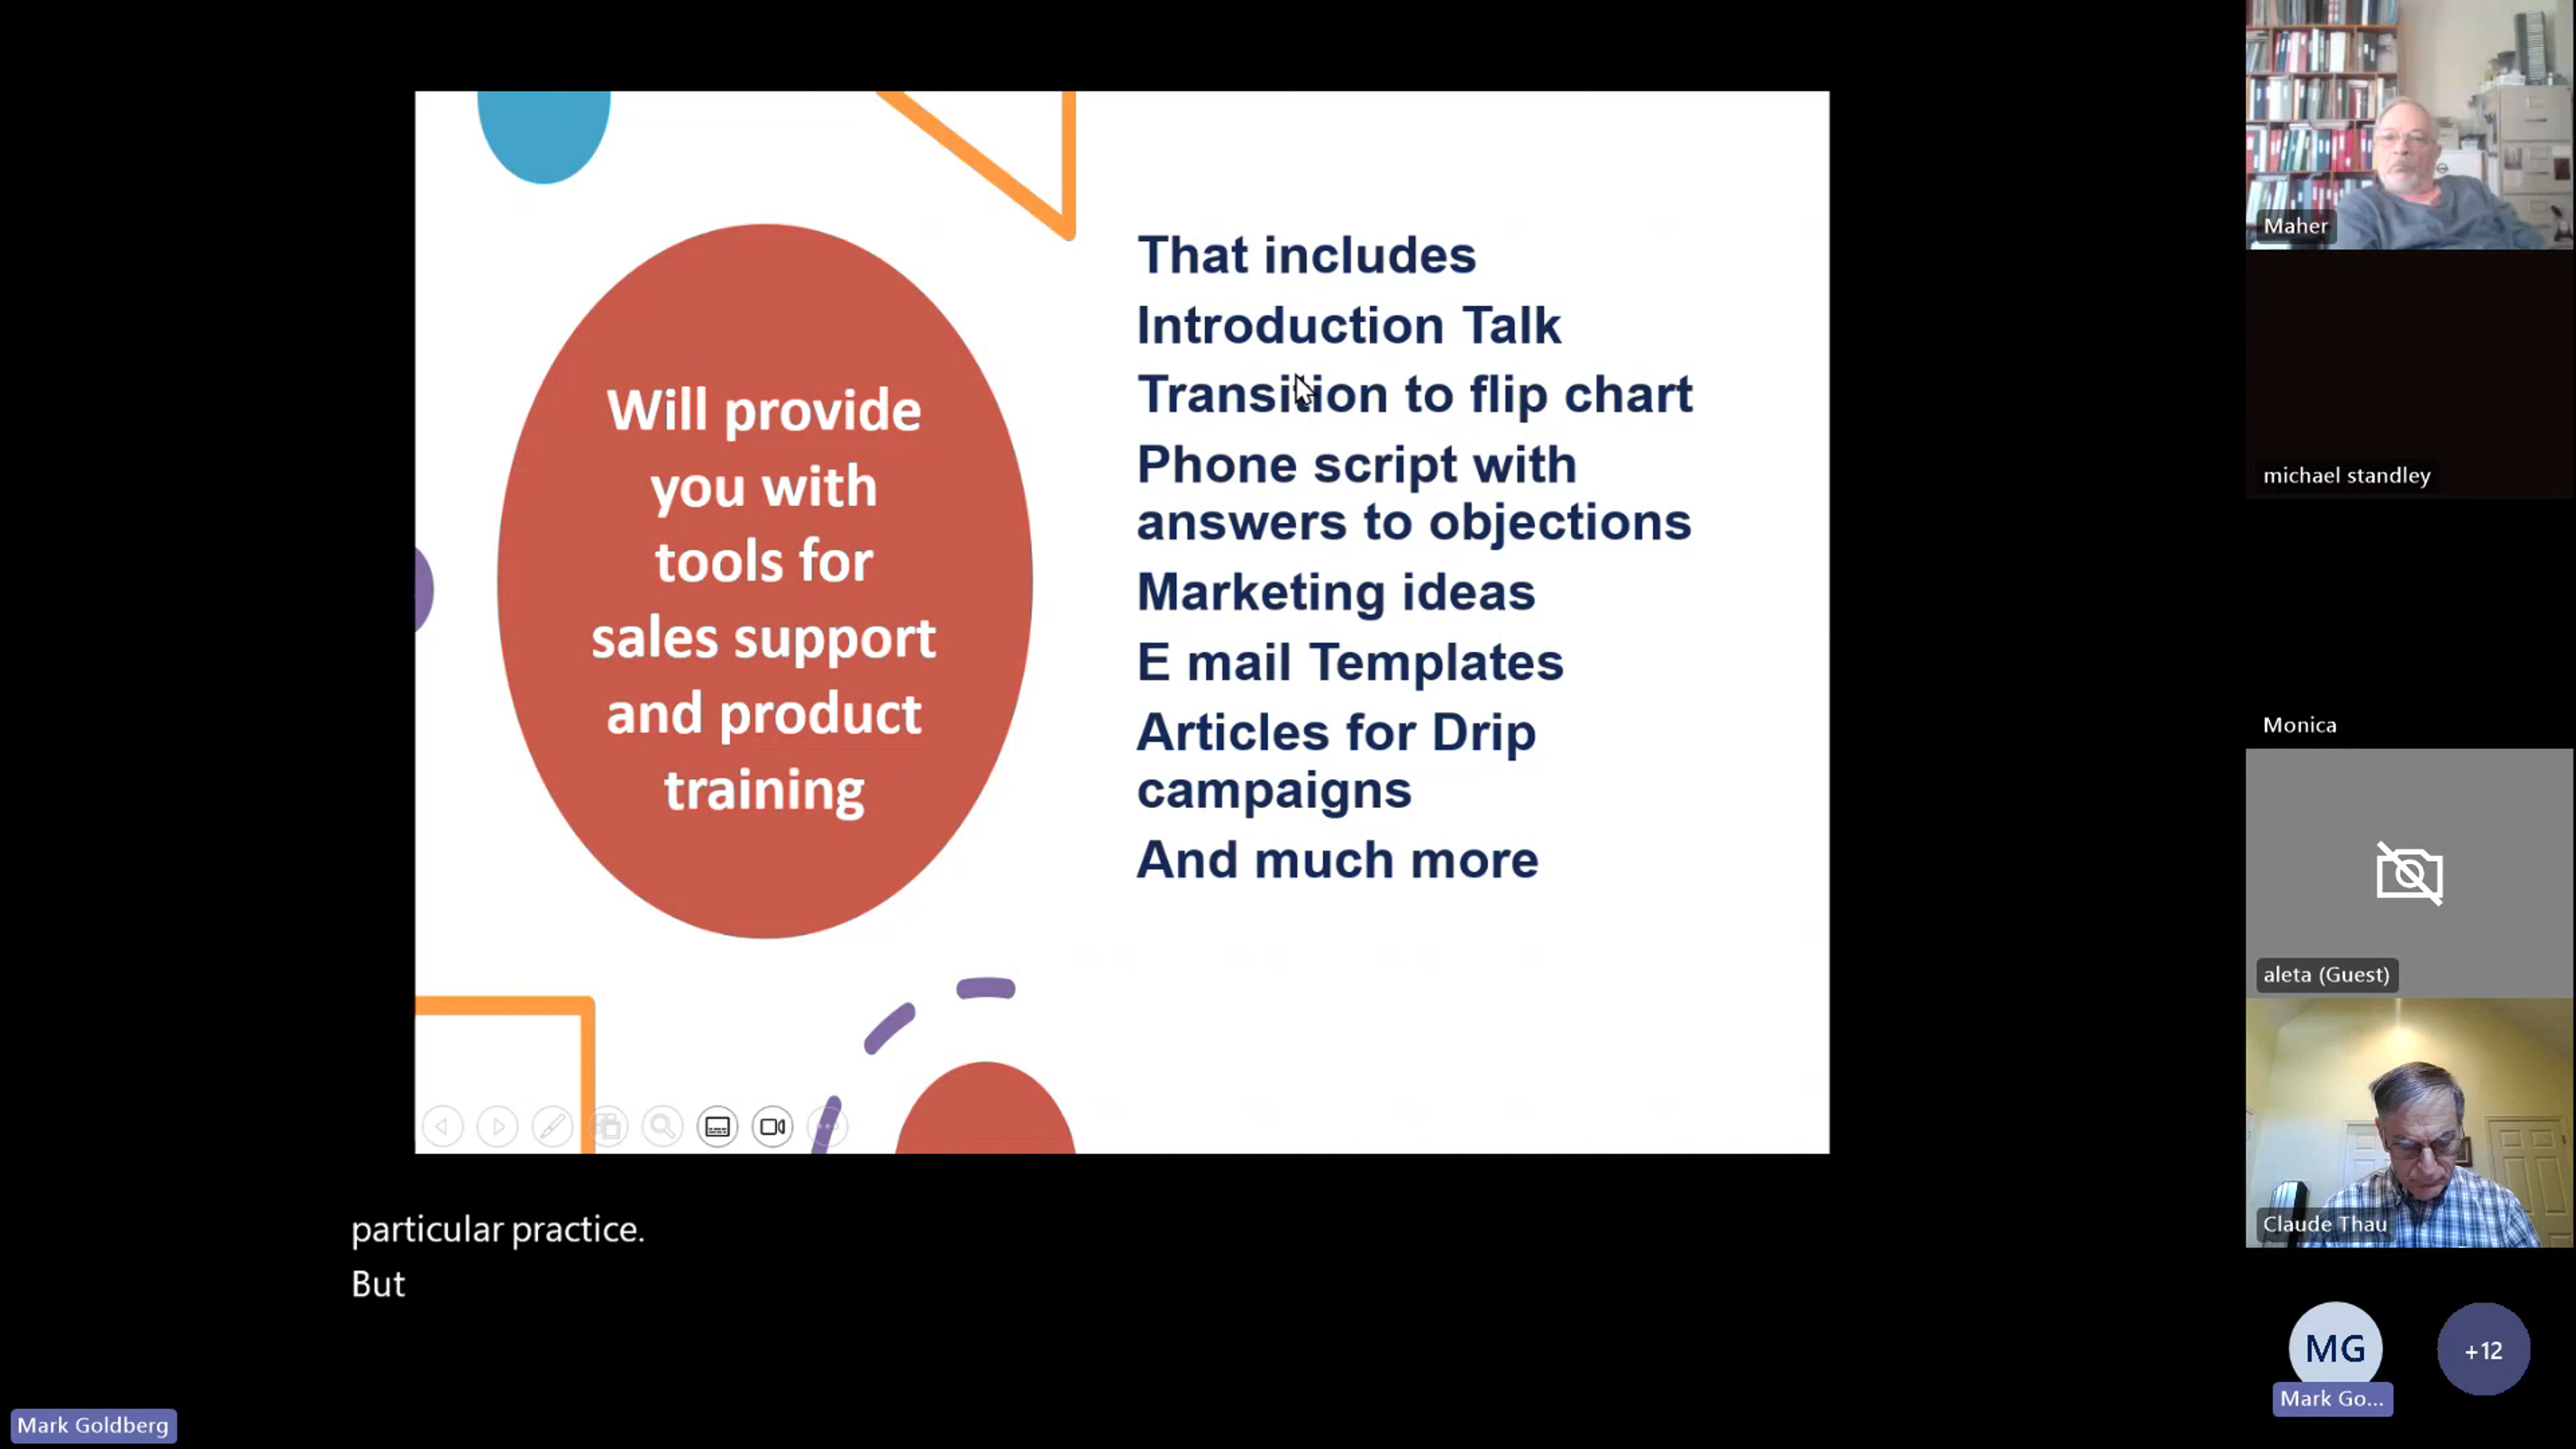 Will provide
you with
tools for
sales support
and product
training
That includes
Introduction Talk
Transition to flip chart
Phone script with
answers to objections
Marketing ideas
E mail Templates
Articles for Drip
campaigns
And much more
particular practice.
But
Mark Goldberg
Maher
michael standley
Monica
aleta (Guest)
Claude Thau
MG
+12
Mark Go...